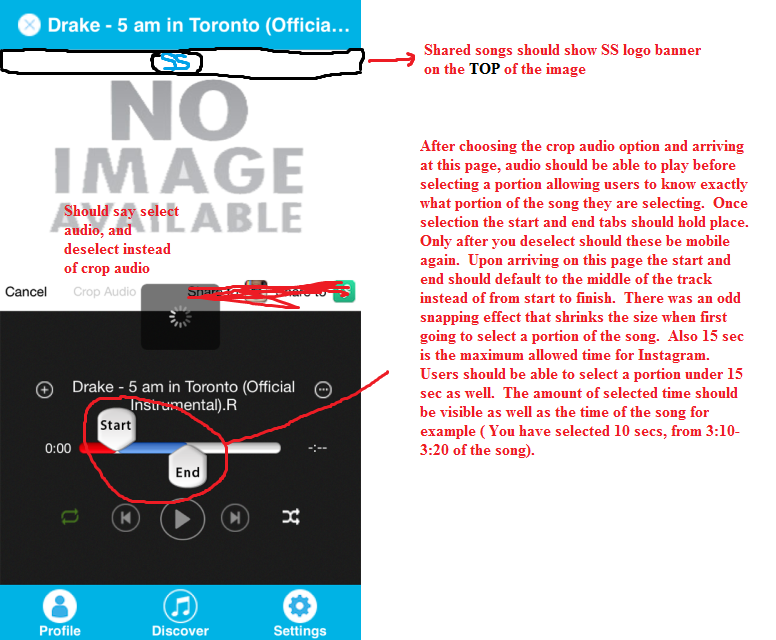 Drake - 5 am in Toronto (Officia...
SS
Shared songs should show SS logo banner
on the TOP of the image
NO
IMAGE
AVAILABLE
Should say select
audio, and
deselect instead
of crop audio
After choosing the crop audio option and arriving
at this page, audio should be able to play before
selecting a portion allowing users to know exactly
what portion of the song they are selecting. Once
selection the start and end tabs should hold place.
Only after you deselect should these be mobile
again. Upon arriving on this page the start and
end should default to the middle of the track
instead of from start to finish. There was an odd
snapping effect that shrinks the size when first
going to select a portion of the song. Also 15 sec
is the maximum allowed time for Instagram.
Users should be able to select a portion under 15
sec as well. The amount of selected time should
be visible as well as the time of the song for
example ( You have selected 10 secs, from 3:10-
3:20 of the song).
Cancel Crop Audio
Drake - 5 am in Toronto (Official
Instrumental).R
Start
0:00 -:--
End
Profile Discover Settings